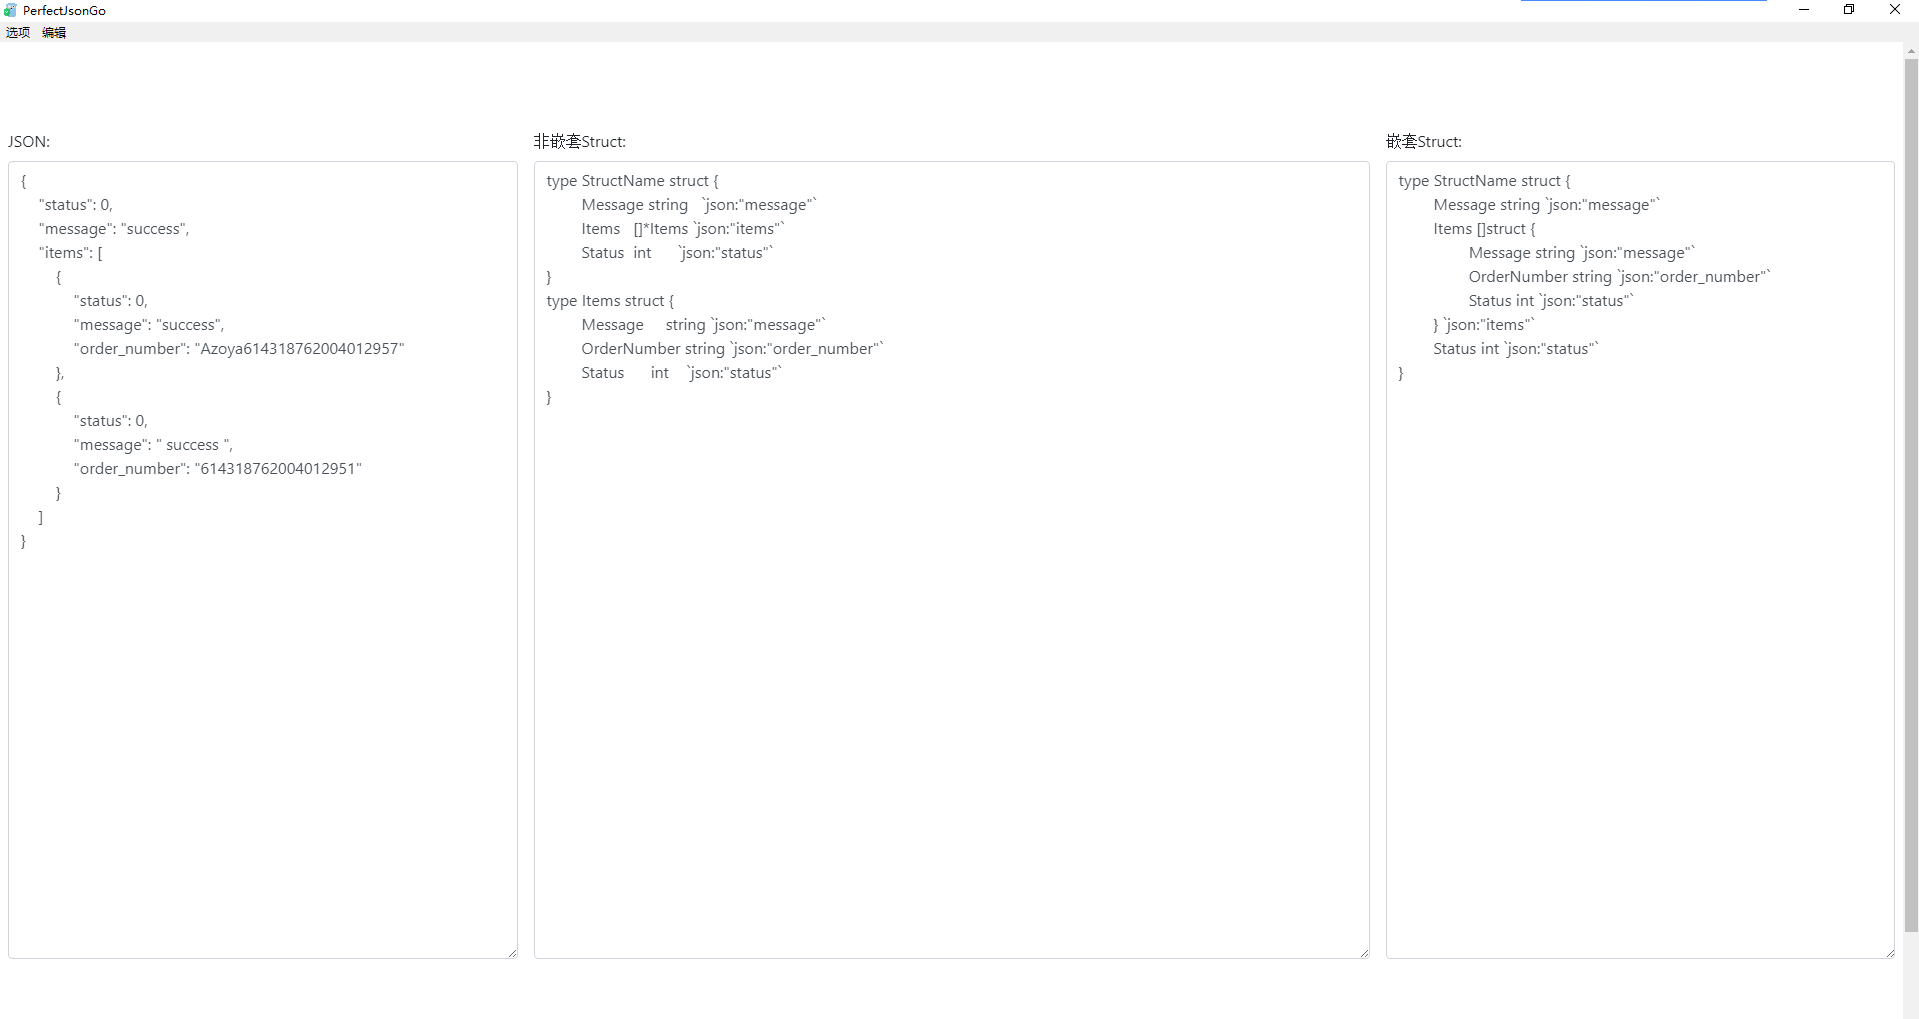 PerfectJsonGo
选项 编辑
JSON:
{
"status": 0,
"message": "success",
"items": [
{
"status": 0,
"message": "success",
"order_number": "Azoya614318762004012957"
},
{
"status": 0,
"message": " success ",
"order_number": "614318762004012951"
}
]
}
非嵌套Struct:
type StructName struct {
Message string `json:"message"`
Items []*Items `json:"items"`
Status int `json:"status"`
}
type Items struct {
Message string `json:"message"`
OrderNumber string `json:"order_number"`
Status int `json:"status"`
}
嵌套Struct:
type StructName struct {
Message string `json:"message"`
Items []struct {
Message string `json:"message"`
OrderNumber string `json:"order_number"`
Status int `json:"status"`
} `json:"items"`
Status int `json:"status"`
}